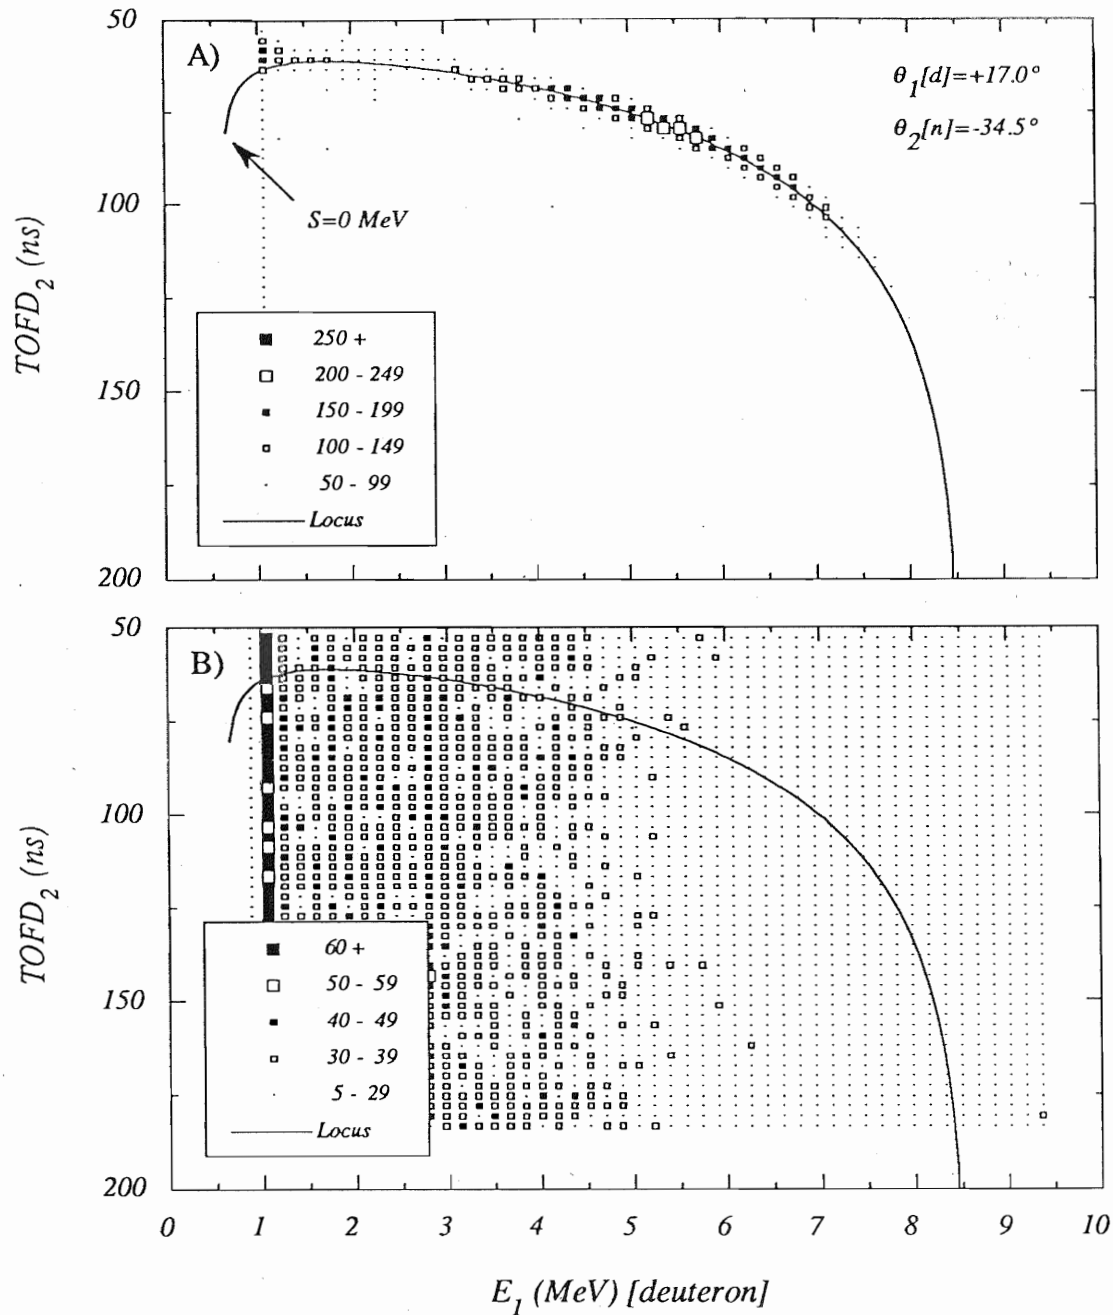 50
A)
θ1[d]=+17.0°
θ2[n]=-34.5°
100
S=0 MeV
TOFD2 (ns)
250 +
200 - 249
150
150 - 199
100 - 149
50 - 99
Locus
200
50
B)
100
TOFD2 (ns)
60 +
50 - 59
150
40 - 49
30 - 39
5 - 29
Locus
200
0 1 2 3 4 5 6 7 8 9 10
E1 (MeV) [deuteron]